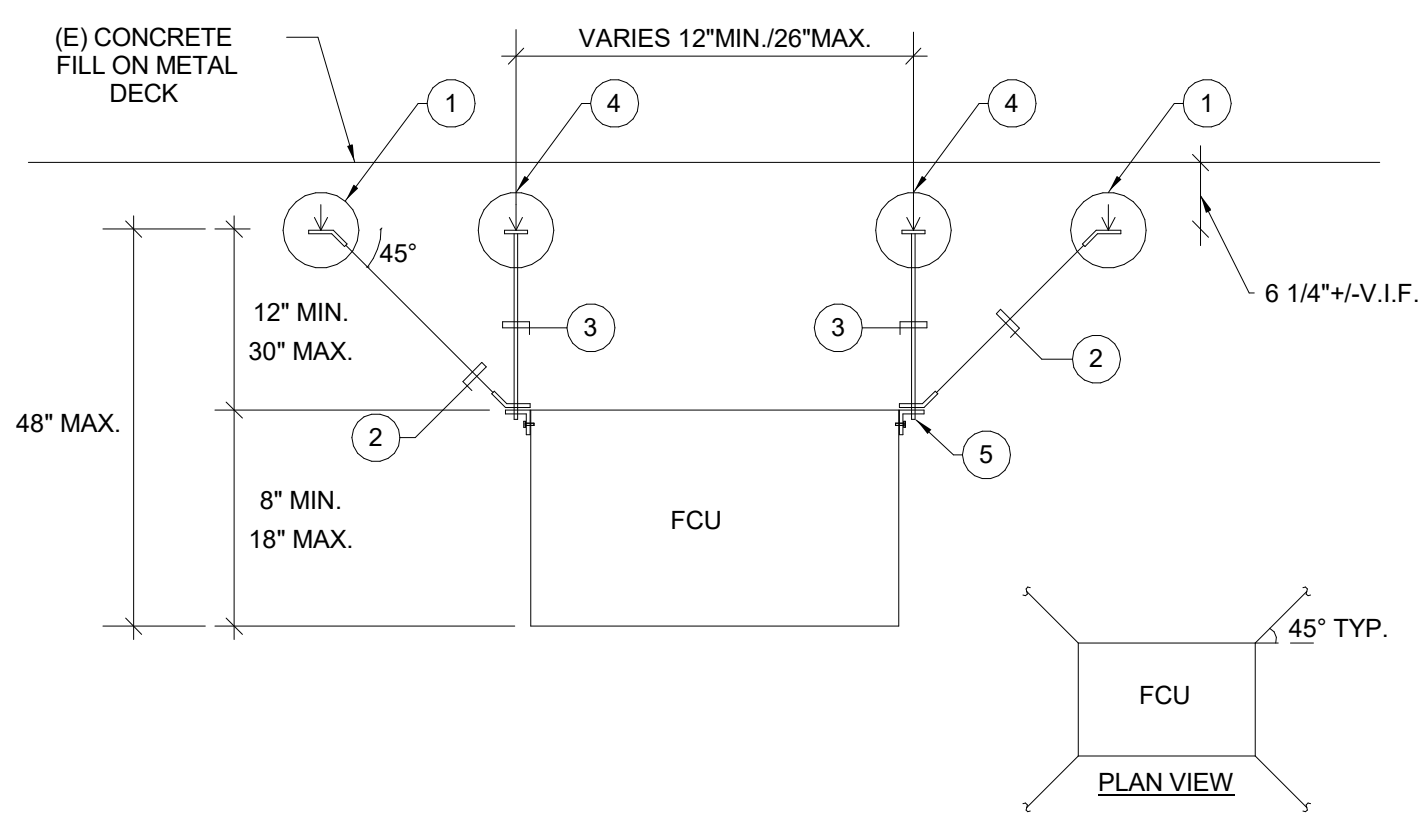 (E) CONCRETE
FILL ON METAL
DECK
VARIES 12"MIN./26"MAX.
1
4
4
1
45°
6 1/4"+/-V.I.F.
12" MIN.
30" MAX.
3
3
2
48" MAX.
2
5
8" MIN.
18" MAX.
FCU
45° TYP.
FCU
PLAN VIEW